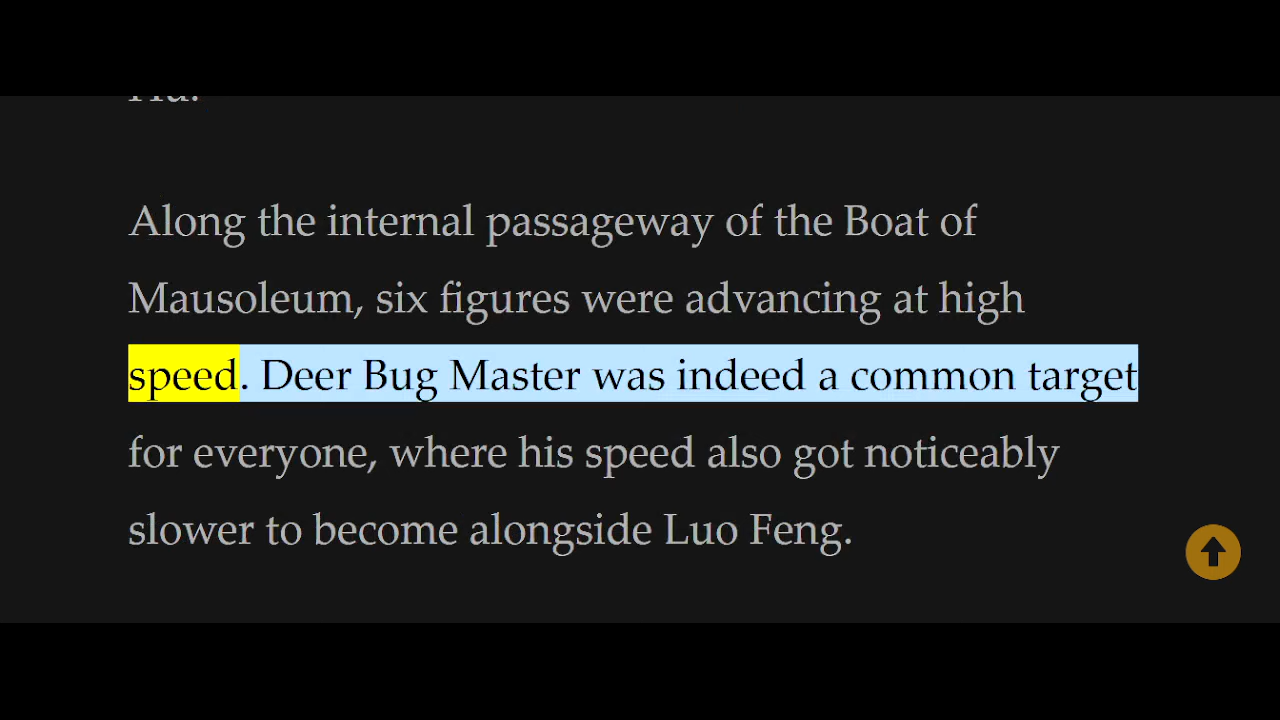 Along the internal passageway of the Boat of
Mausoleum, six figures were advancing at high
speed. Deer Bug Master was indeed a common target
for everyone, where his speed also got noticeably
slower to become alongside Luo Feng.